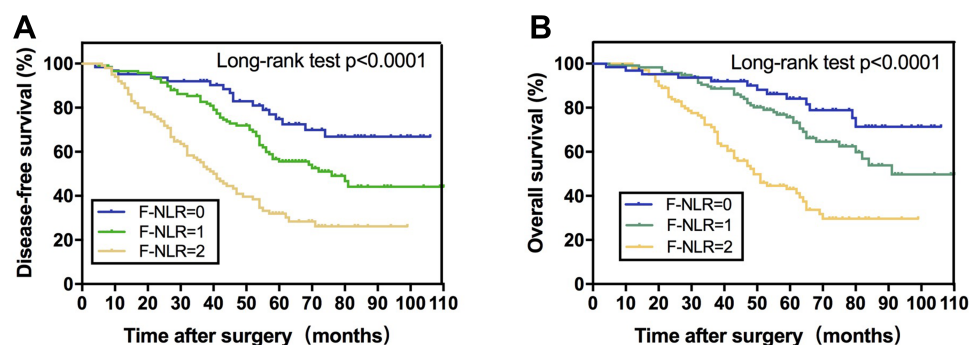 A
Disease-free survival (%)
Long-rank test p<0.0001
100
80
60
40
20
0
F-NLR=0
F-NLR=1
F-NLR=2
0 10 20 30 40 50 60 70 80 90 100 110
Time after surgery (months)
B
Overall survival (%)
Long-rank test p<0.0001
100
80
60
40
20
0
F-NLR=0
F-NLR=1
F-NLR=2
0 10 20 30 40 50 60 70 80 90 100 110
Time after surgery (months)